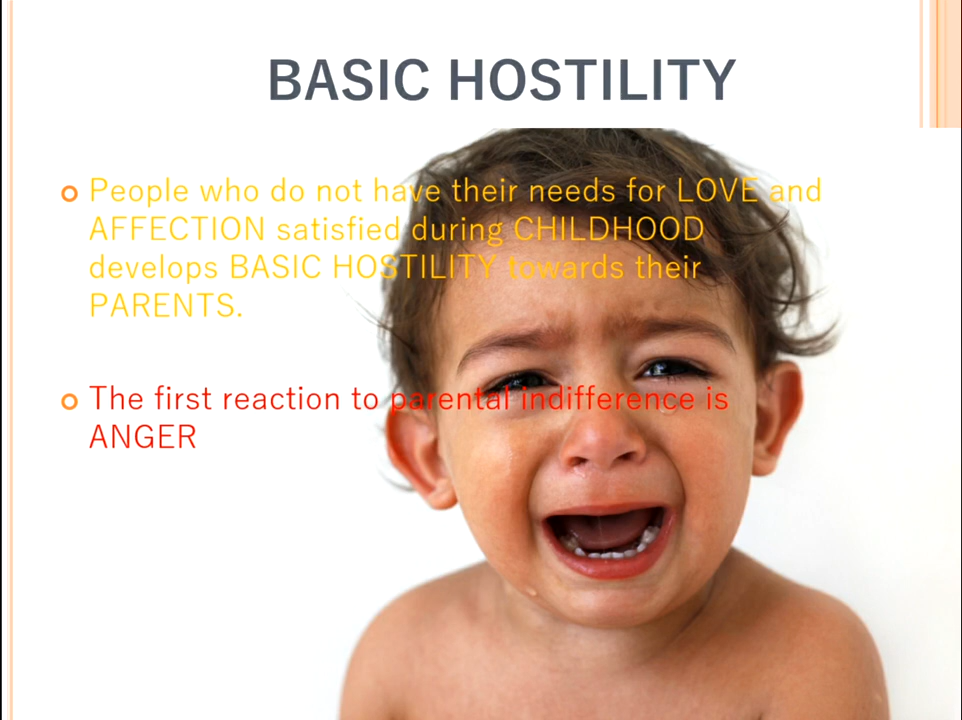 BASIC HOSTILITY
People who do not have their needs for LOVE and
AFFECTION satisfied during CHILDHOOD
develops BASIC HOSTILITY towards their
PARENTS.
The first reaction to parental indifference is
ANGER